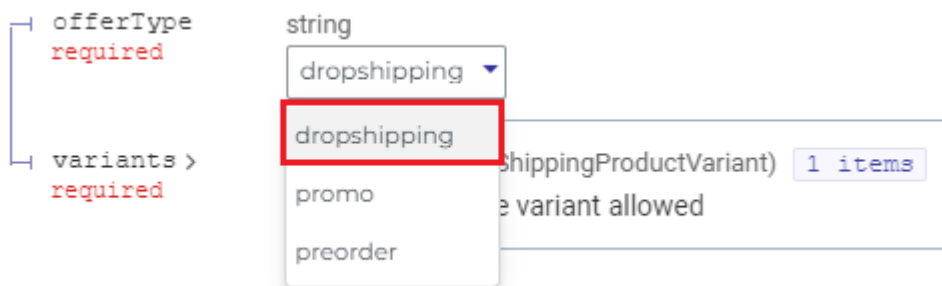 offerType string
required
dropshipping
dropshipping
variants > ShippingProductVariant) 1 items
required
promo
variant allowed
preorder